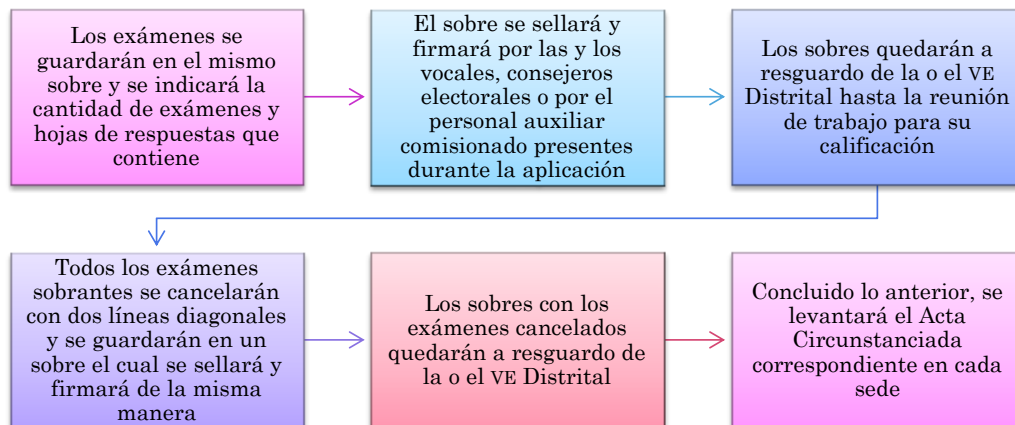 Los exámenes se
guardarán en el mismo
sobre y se indicará la
cantidad de exámenes y
hojas de respuestas que
contiene
El sobre se sellará y
firmará por las y los
vocales, consejeros
electorales o por el
personal auxiliar
comisionado presentes
durante la aplicación
Los sobres quedarán a
resguardo de la o el VE
Distrital hasta la reunión
de trabajo para su
calificación
Todos los exámenes
sobrantes se cancelarán
con dos líneas diagonales
y se guardarán en un
sobre el cual se sellará y
firmará de la misma
manera
Los sobres con los
exámenes cancelados
quedarán a resguardo de
la o el VE Distrital
Concluido lo anterior, se
levantará el Acta
Circunstanciada
correspondiente en cada
sede